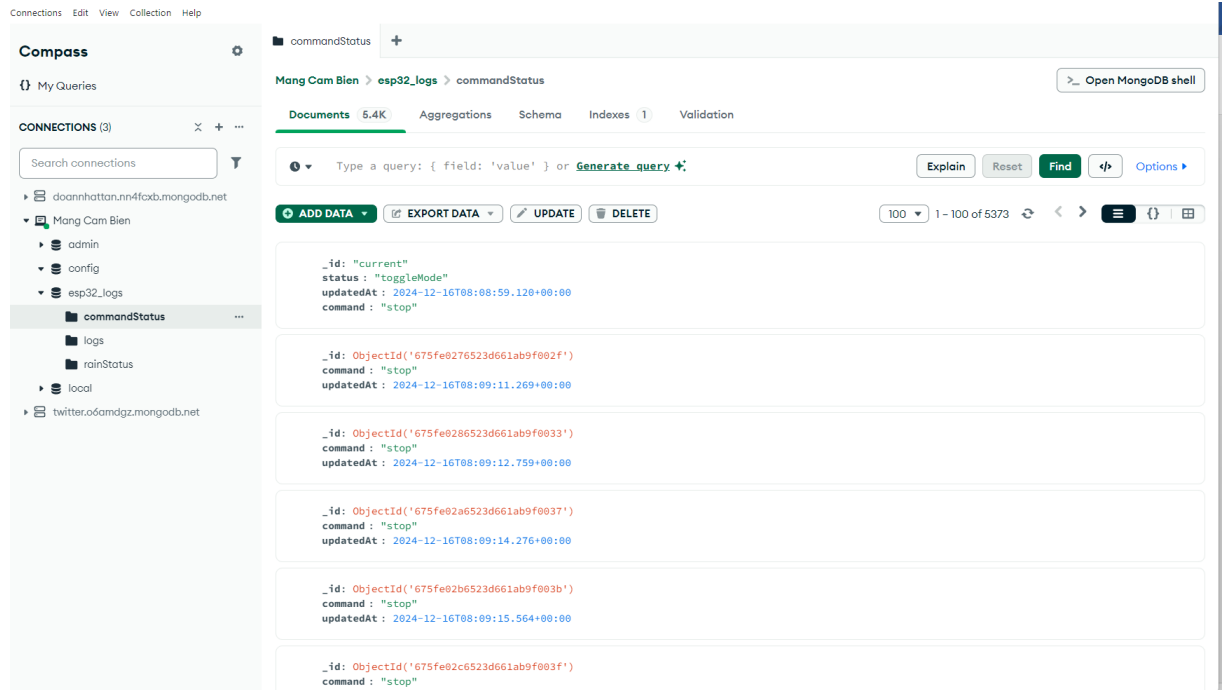 Connections Edit View Collection Help
Compass
{} My Queries
CONNECTIONS (3)
Search connections
doannhattan.nn4fcxb.mongodb.net
Mang Cam Bien
admin
config
esp32_logs
commandStatus
logs
rainStatus
local
twitter.o6amdgz.mongodb.net
commandStatus
Mang Cam Bien > esp32_logs > commandStatus
>_ Open MongoDB shell
Documents 5.4K Aggregations Schema Indexes 1 Validation
Type a query: { field: 'value' } or Generate query
Explain Reset Find </> Options
ADD DATA EXPORT DATA UPDATE DELETE
100 1 – 100 of 5373 {}
_id: "current"
status : "toggleMode"
updatedAt : 2024-12-16T08:08:59.120+00:00
command : "stop"
_id: ObjectId('675fe0276523d661ab9f002f')
command : "stop"
updatedAt : 2024-12-16T08:09:11.269+00:00
_id: ObjectId('675fe0286523d661ab9f0033')
command : "stop"
updatedAt : 2024-12-16T08:09:12.759+00:00
_id: ObjectId('675fe02a6523d661ab9f0037')
command : "stop"
updatedAt : 2024-12-16T08:09:14.276+00:00
_id: ObjectId('675fe02b6523d661ab9f003b')
command : "stop"
updatedAt : 2024-12-16T08:09:15.564+00:00
_id: ObjectId('675fe02c6523d661ab9f003f')
command : "stop"